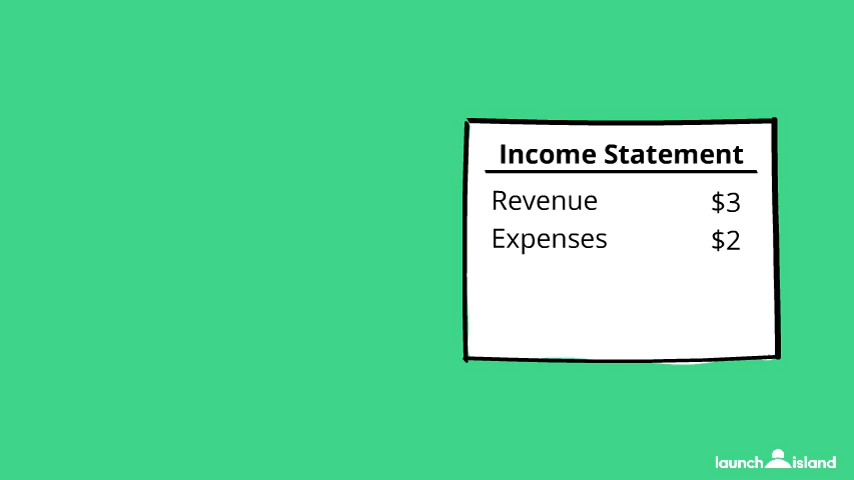 Income Statement
Revenue $3
Expenses $2
launch island